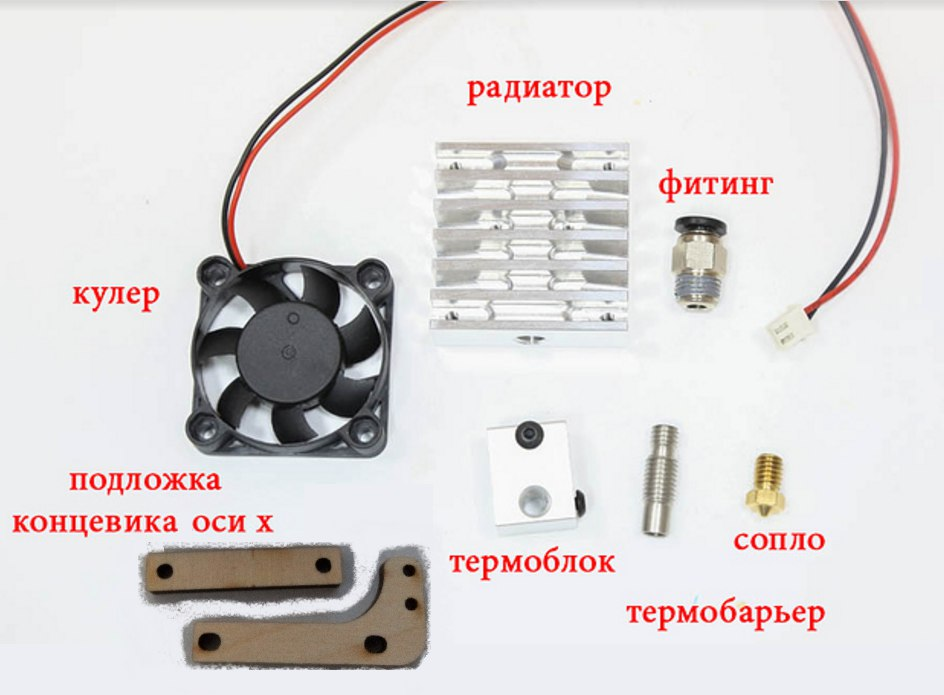 радиатор
фитинг
кулер
подложка
концевика оси х
термоблок
сопло
термобарьер